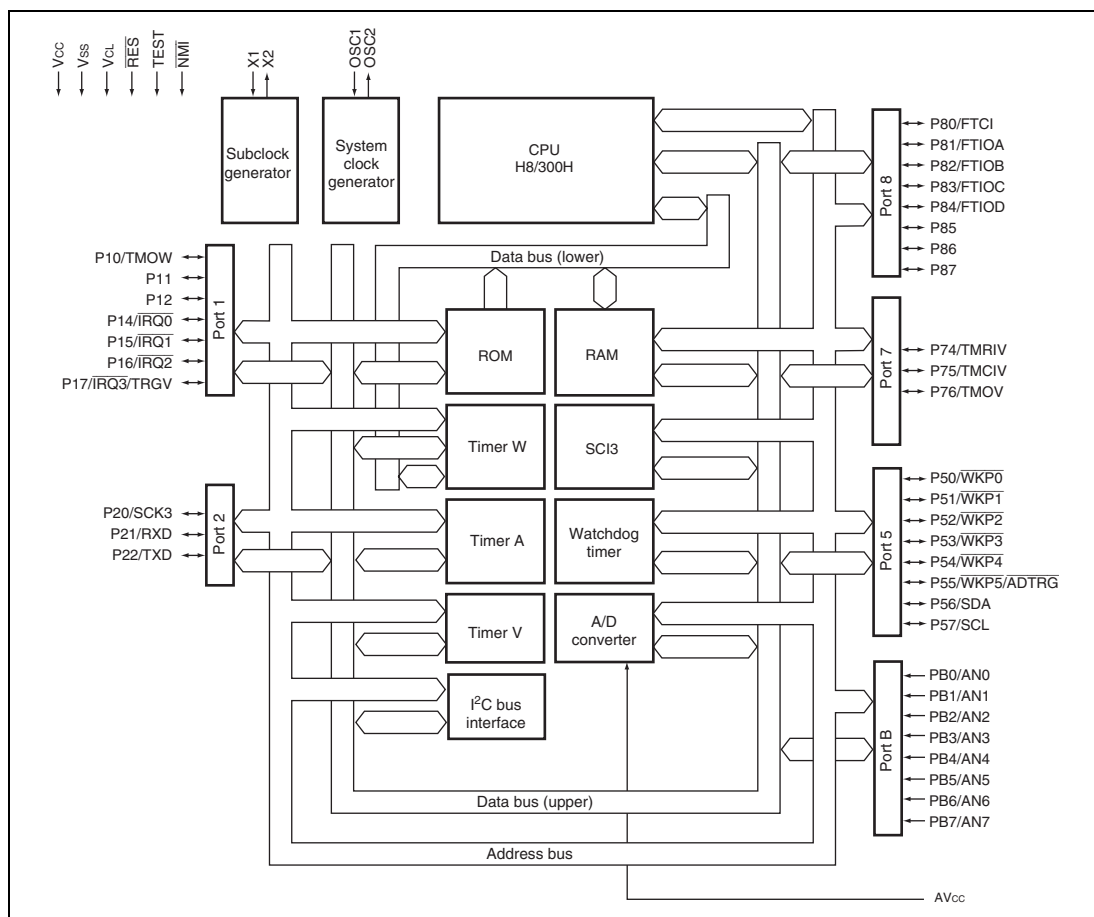 VCC
VSS
VCL
RES
TEST
NMI
X1
X2
OSC1
OSC2
Subclock
generator
System
clock
generator
CPU
H8/300H
Data bus (lower)
P10/TMOW
P11
P12
P14/IRQ0
P15/IRQ1
P16/IRQ2
P17/IRQ3/TRGV
Port 1
P20/SCK3
P21/RXD
P22/TXD
Port 2
ROM
RAM
Timer W
SCI3
Timer A
Watchdog
timer
Timer V
A/D
converter
I²C bus
interface
Data bus (upper)
Address bus
Port 8
P80/FTCI
P81/FTIOA
P82/FTIOB
P83/FTIOC
P84/FTIOD
P85
P86
P87
Port 7
P74/TMRIV
P75/TMCIV
P76/TMOV
Port 5
P50/WKP0
P51/WKP1
P52/WKP2
P53/WKP3
P54/WKP4
P55/WKP5/ADTRG
P56/SDA
P57/SCL
Port B
PB0/AN0
PB1/AN1
PB2/AN2
PB3/AN3
PB4/AN4
PB5/AN5
PB6/AN6
PB7/AN7
AVCC